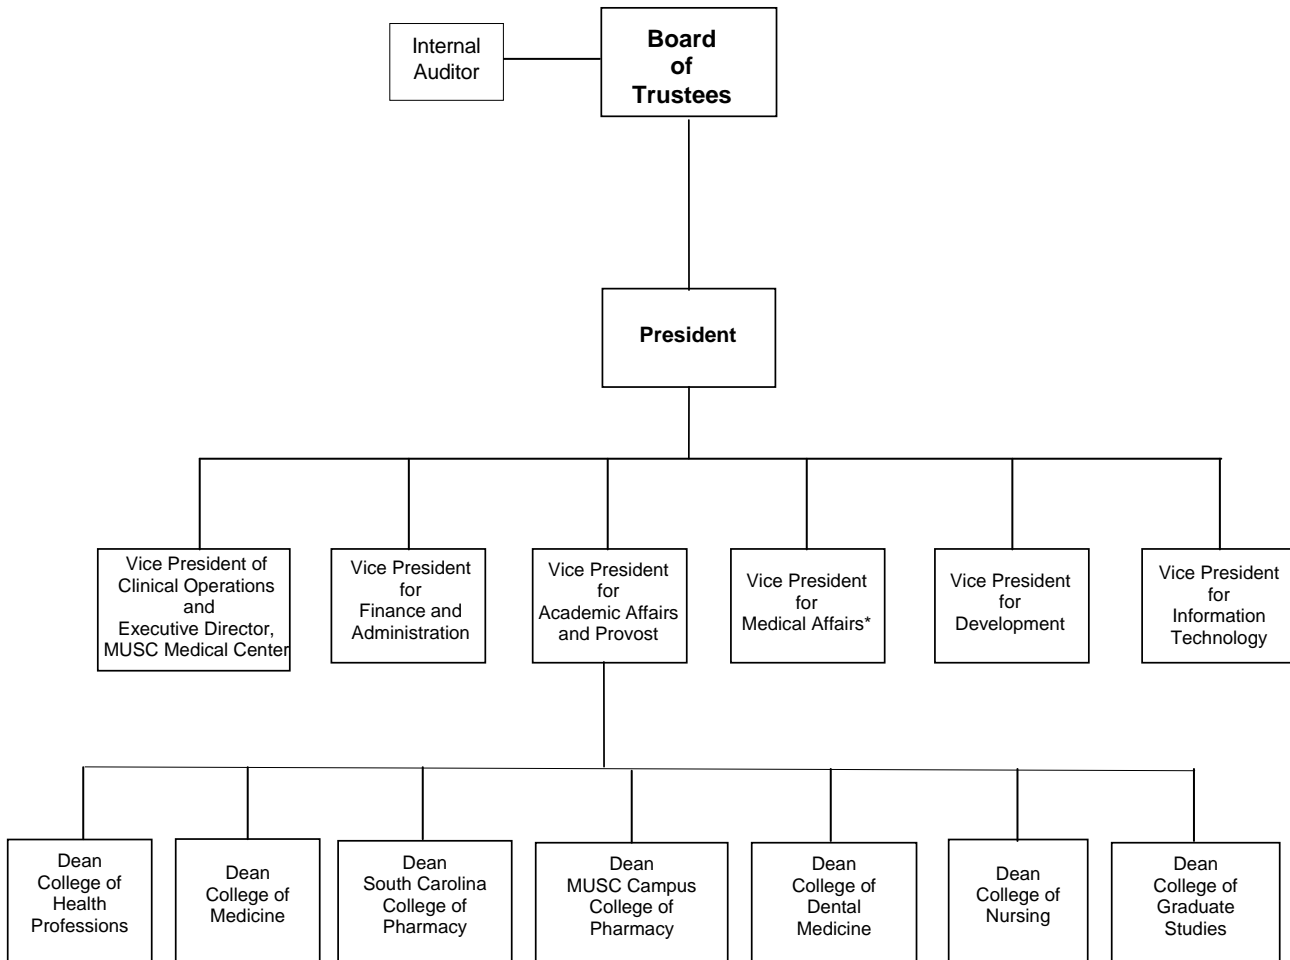 Internal
Auditor
Board
of
Trustees
President
Vice President of
Clinical Operations
and
Executive Director,
MUSC Medical Center
Vice President
for
Finance and
Administration
Vice President
for
Academic Affairs
and Provost
Vice President
for
Medical Affairs*
Vice President
for
Development
Vice President
for
Information
Technology
Dean
College of
Health
Professions
Dean
College of
Medicine
Dean
South Carolina
College of
Pharmacy
Dean
MUSC Campus
College of
Pharmacy
Dean
College of
Dental
Medicine
Dean
College of
Nursing
Dean
College of
Graduate
Studies